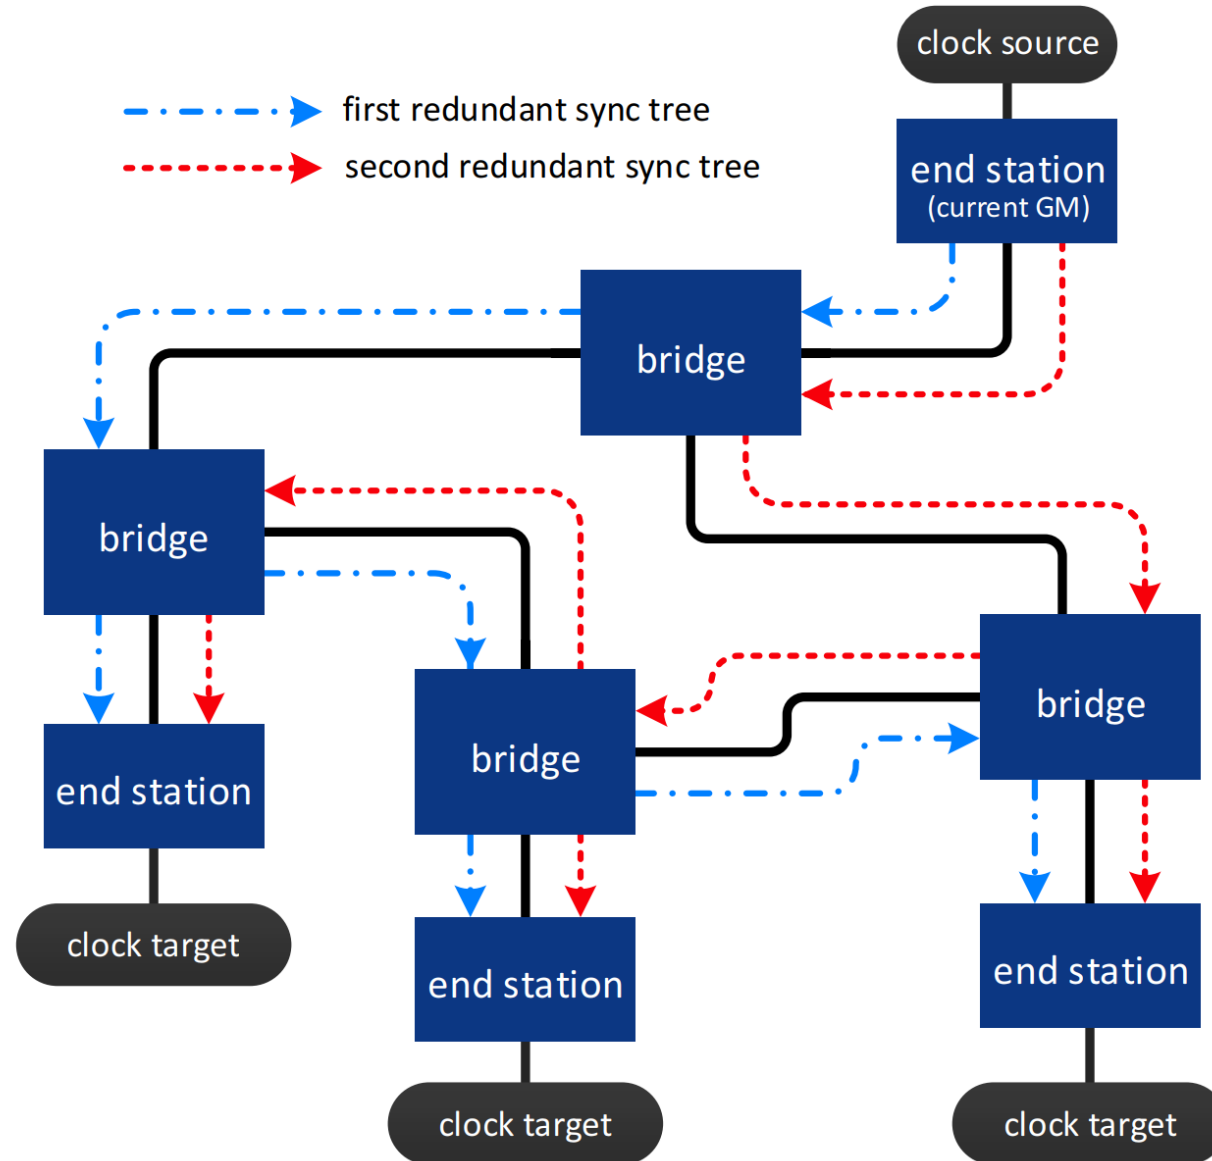 clock source
first redundant sync tree
second redundant sync tree
end station
(current GM)
bridge
bridge
bridge
bridge
end station
clock target
end station
end station
clock target
clock target